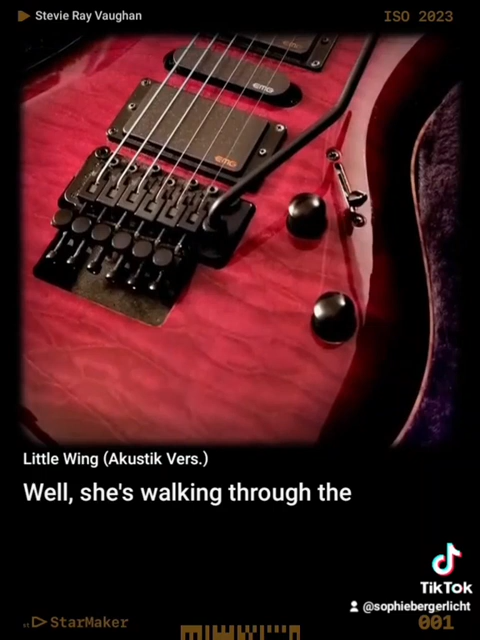 Stevie Ray Vaughan
ISO 2023
EMG
EMG
Little Wing (Akustik Vers.)
Well, she's walking through the
TikTok
@sophiebergerlicht
StarMaker
001